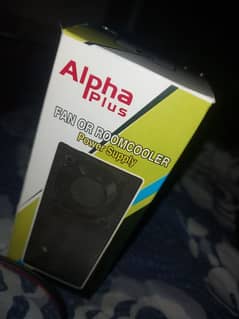 Alpha
Plus
FAN OR ROOMCOOLER
Power Supply